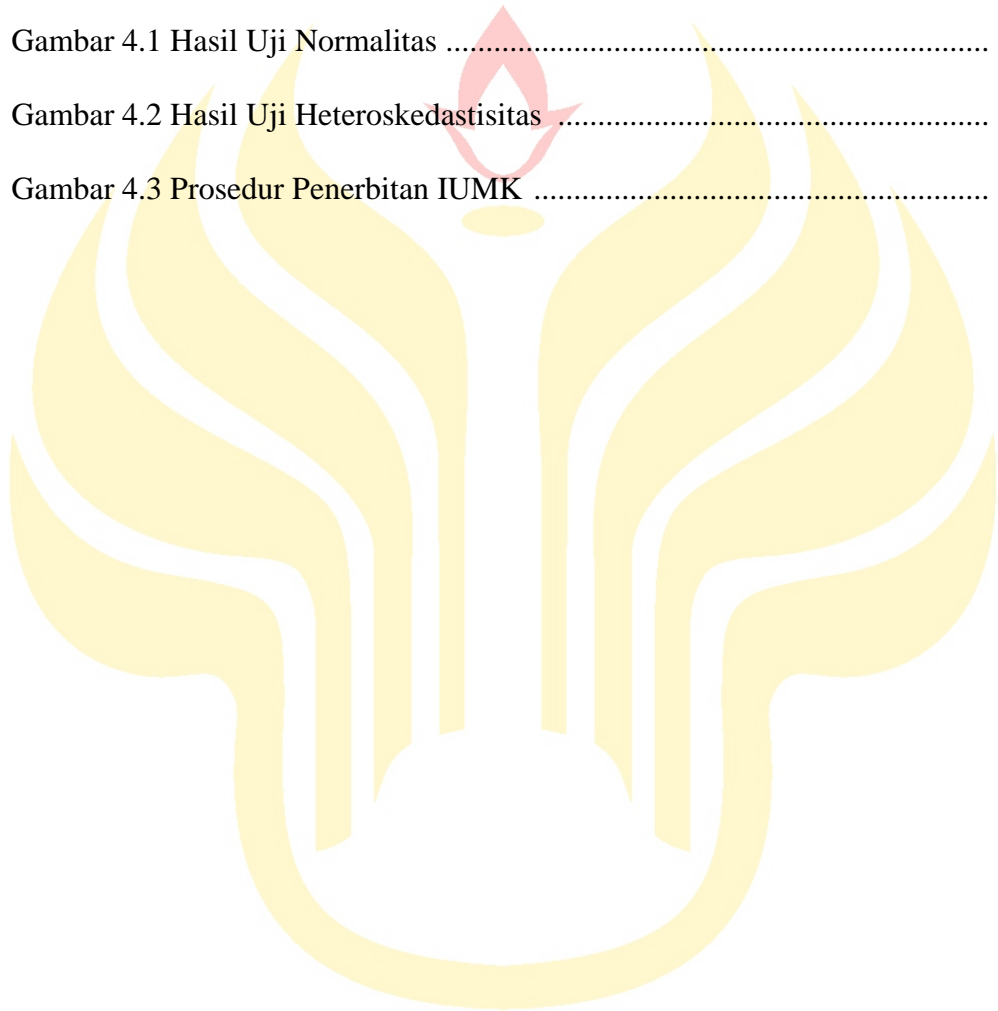 Gambar 4.1 Hasil Uji Normalitas ....................................................................
Gambar 4.2 Hasil Uji Heteroskedastisitas ......................................................
Gambar 4.3 Prosedur Penerbitan IUMK .........................................................